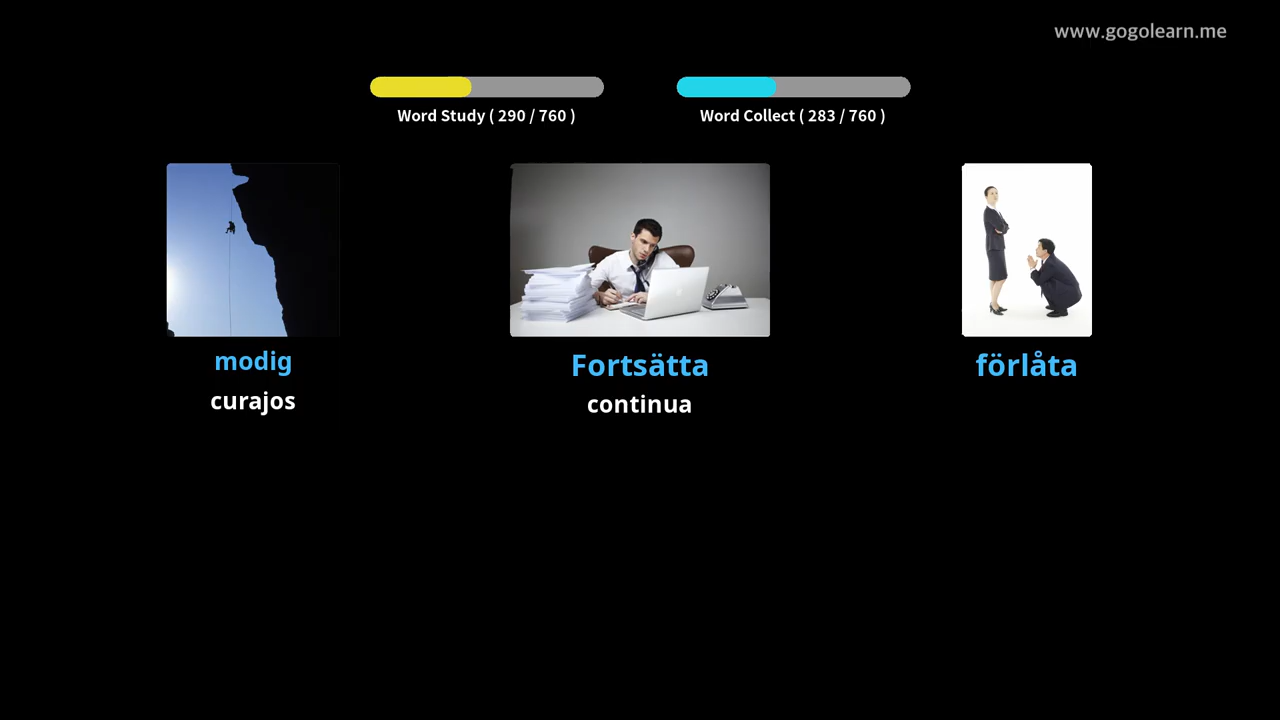 www.gogolearn.me
Word Study ( 290 / 760 )
Word Collect ( 283 / 760 )
modig
curajos
Fortsätta
continua
förlåta